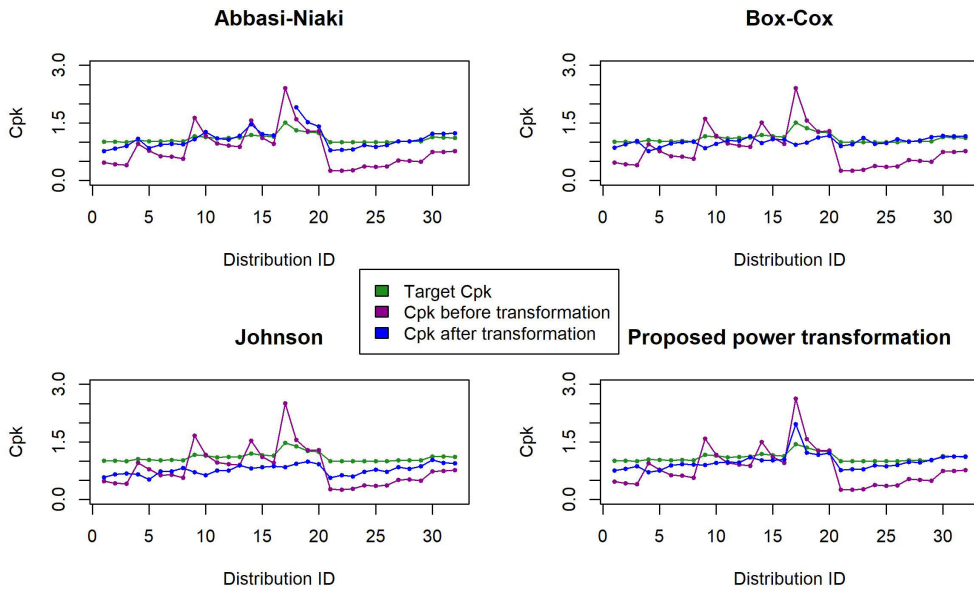 Abbasi-Niaki
Cpk
0.0 1.5 3.0
0 5 10 15 20 25 30
Distribution ID
Box-Cox
Cpk
0.0 1.5 3.0
0 5 10 15 20 25 30
Distribution ID
Target Cpk
Cpk before transformation
Cpk after transformation
Johnson
Cpk
0.0 1.5 3.0
0 5 10 15 20 25 30
Distribution ID
Proposed power transformation
Cpk
0.0 1.5 3.0
0 5 10 15 20 25 30
Distribution ID